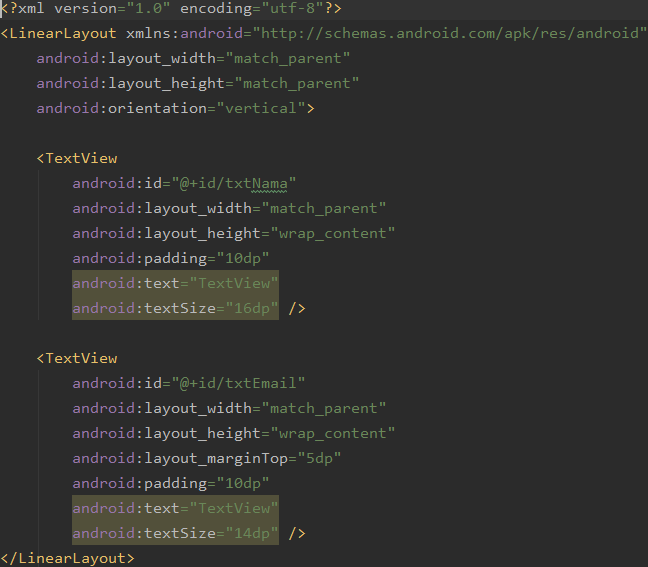 <?xml version="1.0" encoding="utf-8"?>
<LinearLayout xmlns:android="http://schemas.android.com/apk/res/android"
    android:layout_width="match_parent"
    android:layout_height="match_parent"
    android:orientation="vertical">

    <TextView
        android:id="@+id/txtNama"
        android:layout_width="match_parent"
        android:layout_height="wrap_content"
        android:padding="10dp"
        android:text="TextView"
        android:textSize="16dp" />

    <TextView
        android:id="@+id/txtEmail"
        android:layout_width="match_parent"
        android:layout_height="wrap_content"
        android:layout_marginTop="5dp"
        android:padding="10dp"
        android:text="TextView"
        android:textSize="14dp" />
</LinearLayout>